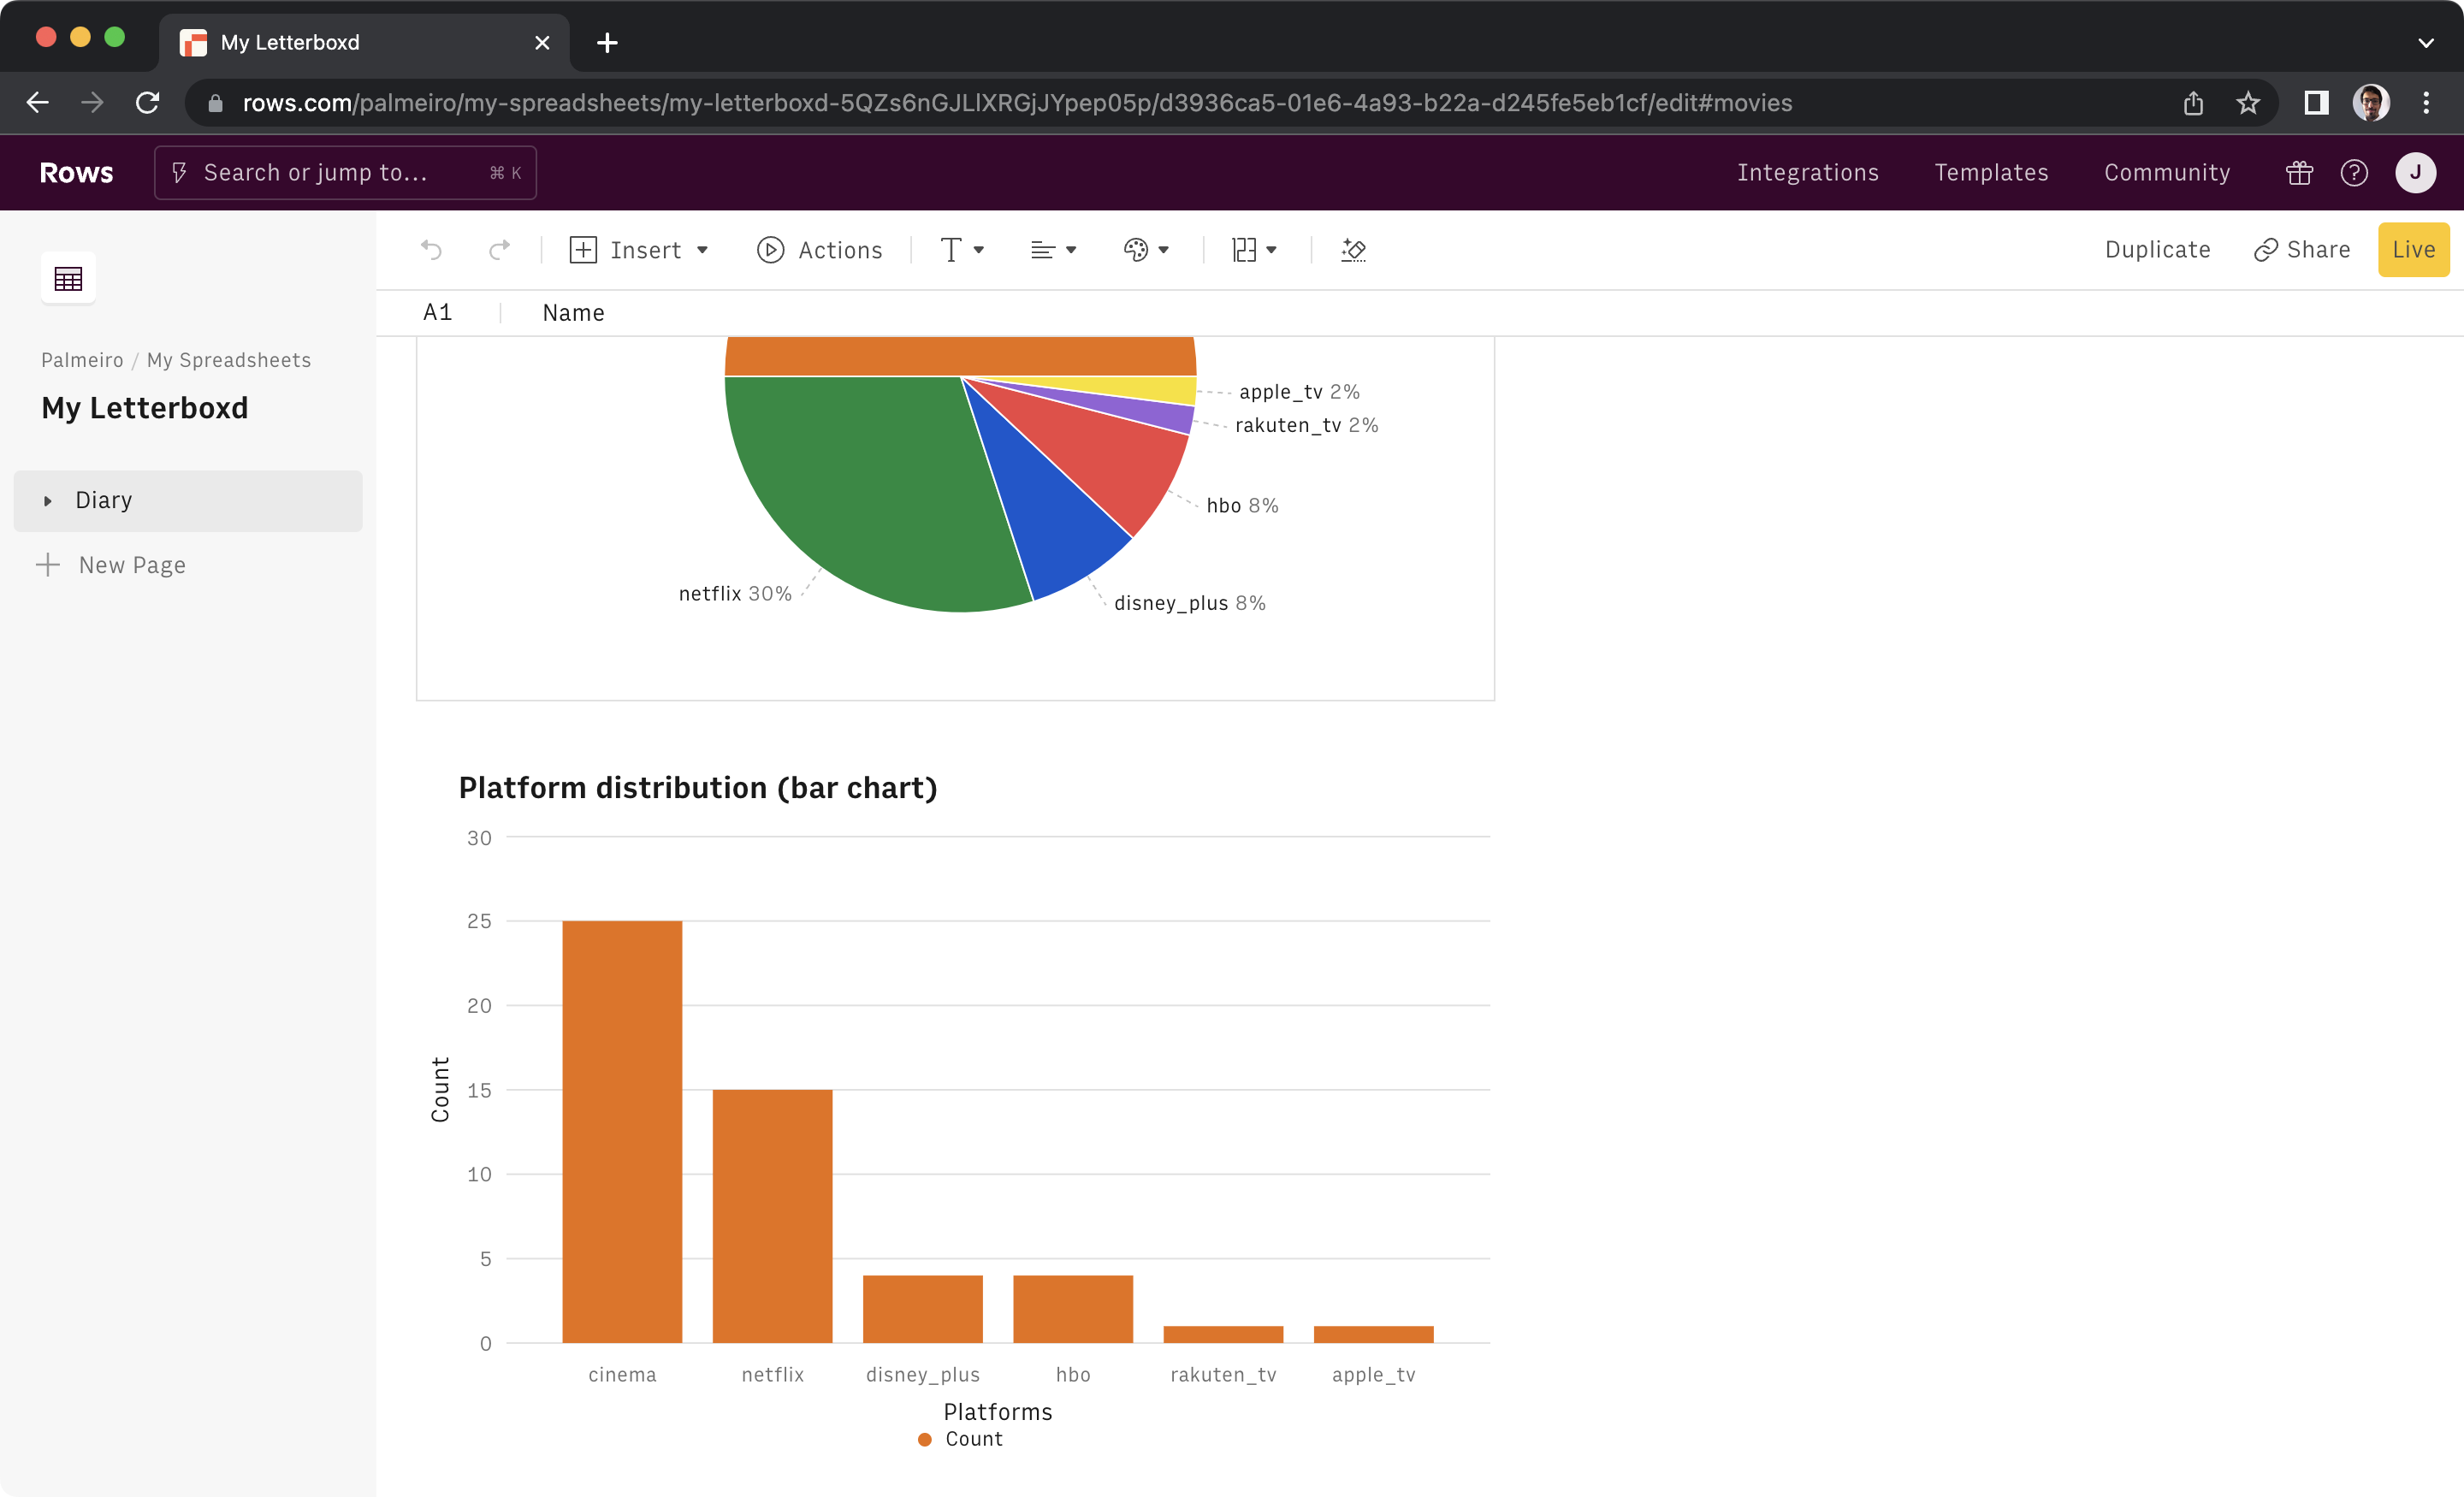 My Letterboxd
rows.com/palmeiro/my-spreadsheets/my-letterboxd-5QZs6nGJLlXRGjJYpep05p/d3936ca5-01e6-4a93-b22a-d245fe5eb1cf/edit#movies
Rows
Search or jump to...
⌘ K
Integrations
Templates
Community
J
Insert
Actions
Duplicate
Share
Live
A1
Name
Palmeiro / My Spreadsheets
My Letterboxd
Diary
New Page
apple_tv 2%
rakuten_tv 2%
hbo 8%
netflix 30%
disney_plus 8%
Platform distribution (bar chart)
30
25
20
15
10
5
0
Count
cinema
netflix
disney_plus
hbo
rakuten_tv
apple_tv
Platforms
Count